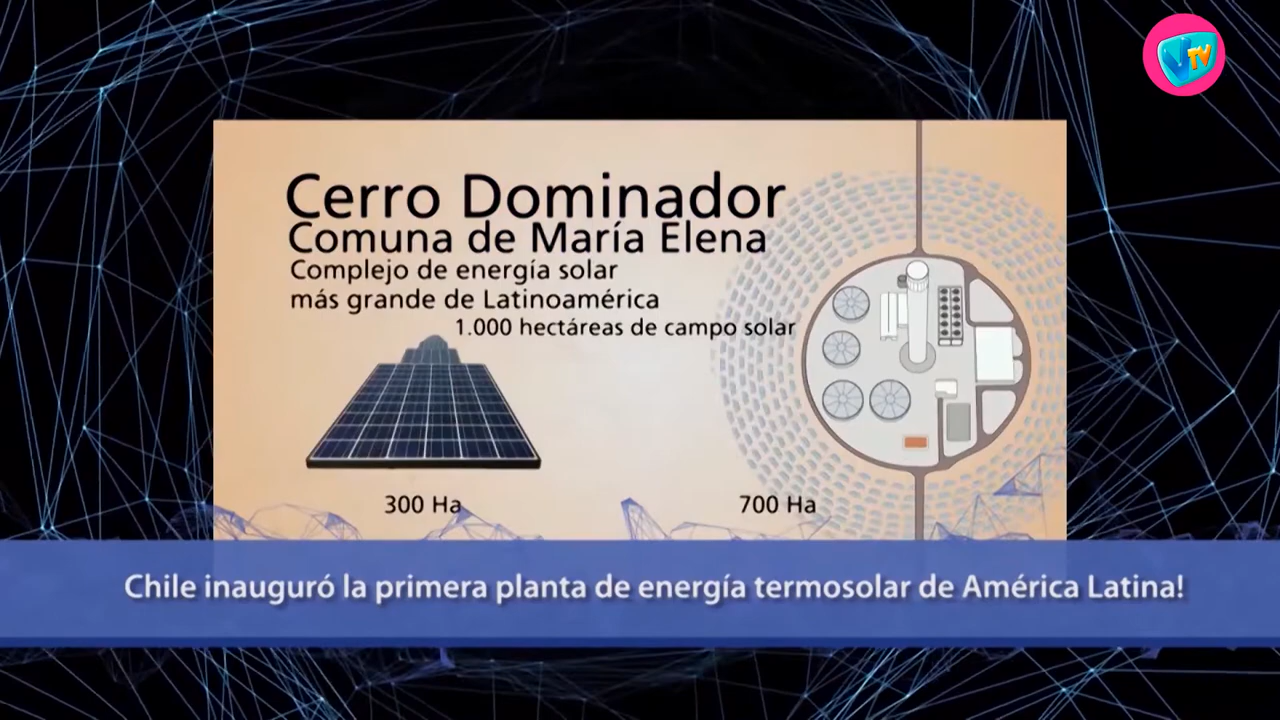 VTV
Cerro Dominador
Comuna de María Elena
Complejo de energía solar
más grande de Latinoamérica
1.000 hectáreas de campo solar
300 Ha
700 Ha
Chile inauguró la primera planta de energía termosolar de América Latina!